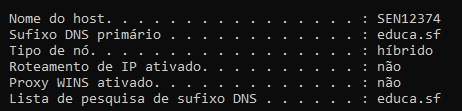 Nome do host. . . . . . . . . . . . . . . . : SEN12374
Sufixo DNS primário . . . . . . . . . . . . : educa.sf
Tipo de nó. . . . . . . . . . . . . . . . . : híbrido
Roteamento de IP ativado. . . . . . . . . . : não
Proxy WINS ativado. . . . . . . . . . . . . : não
Lista de pesquisa de sufixo DNS . . . . . . : educa.sf